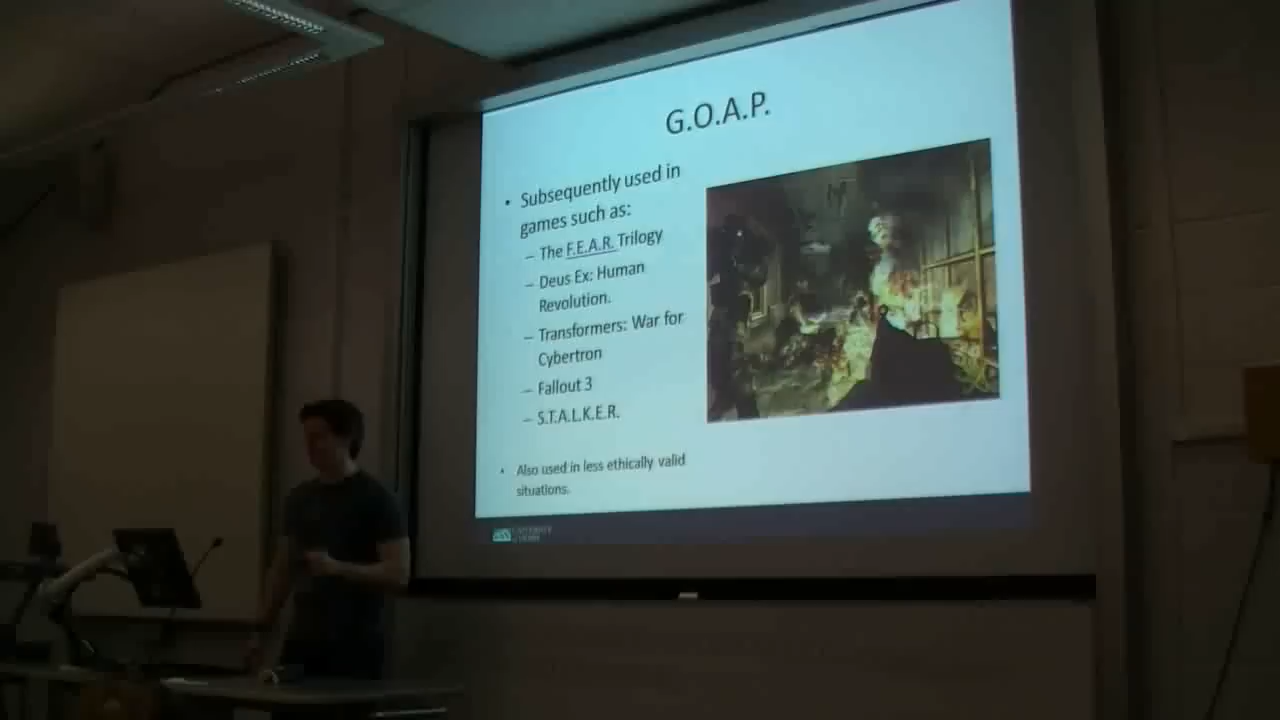 G.O.A.P.
• Subsequently used in
games such as:
– The F.E.A.R. Trilogy
– Deus Ex: Human
Revolution.
– Transformers: War for
Cybertron
– Fallout 3
– S.T.A.L.K.E.R.
• Also used in less ethically valid
situations.
UNIVERSITY